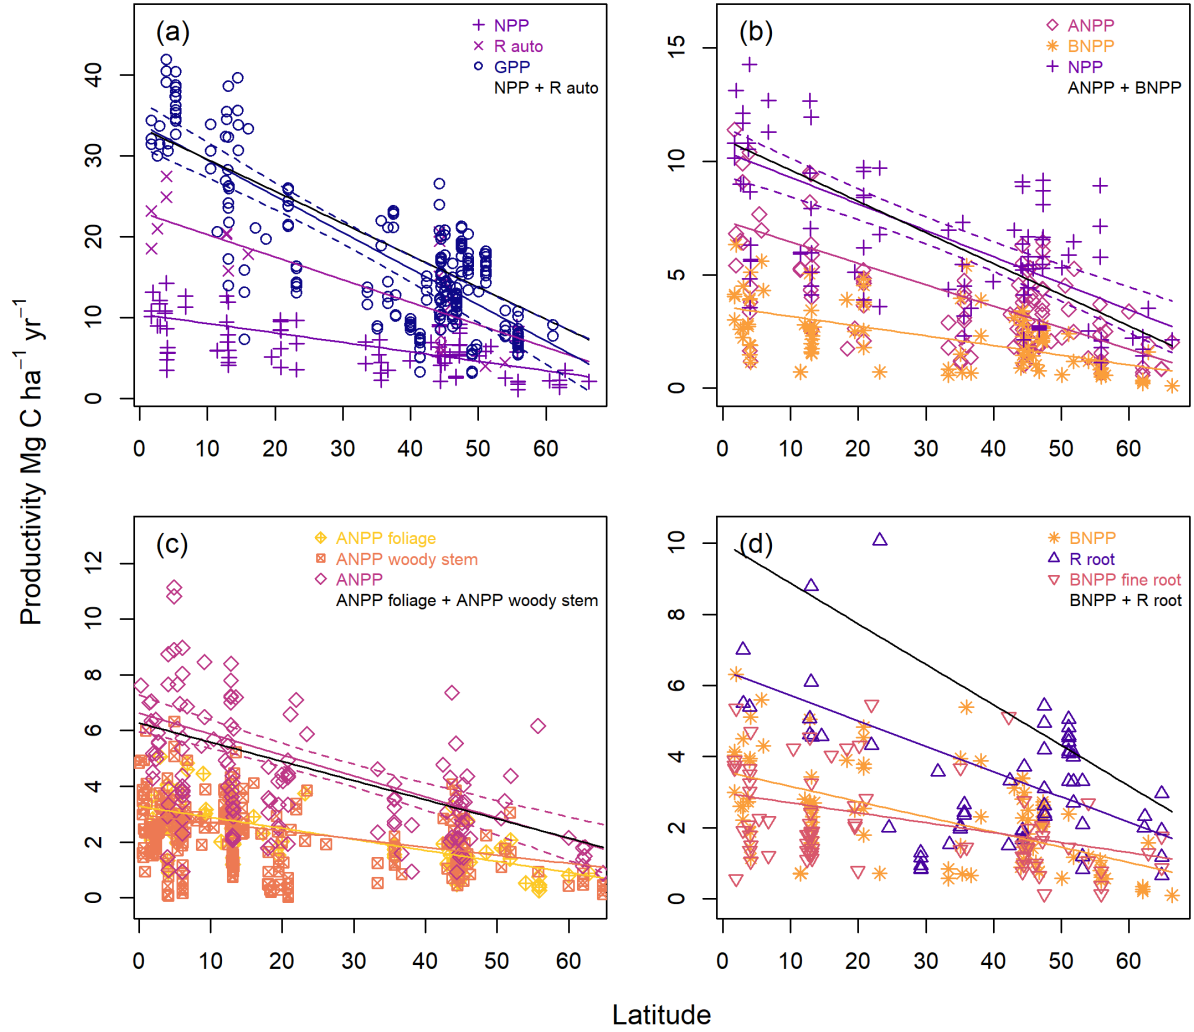 (a)
NPP
R auto
GPP
NPP + R auto
40
30
20
10
0
0 10 20 30 40 50 60
(b)
ANPP
BNPP
NPP
ANPP + BNPP
15
10
5
0
0 10 20 30 40 50 60
Productivity Mg C ha⁻¹ yr⁻¹
(c)
ANPP foliage
ANPP woody stem
ANPP
ANPP foliage + ANPP woody stem
12
10
8
6
4
2
0
0 10 20 30 40 50 60
(d)
BNPP
R root
BNPP fine root
BNPP + R root
10
8
6
4
2
0
0 10 20 30 40 50 60
Latitude